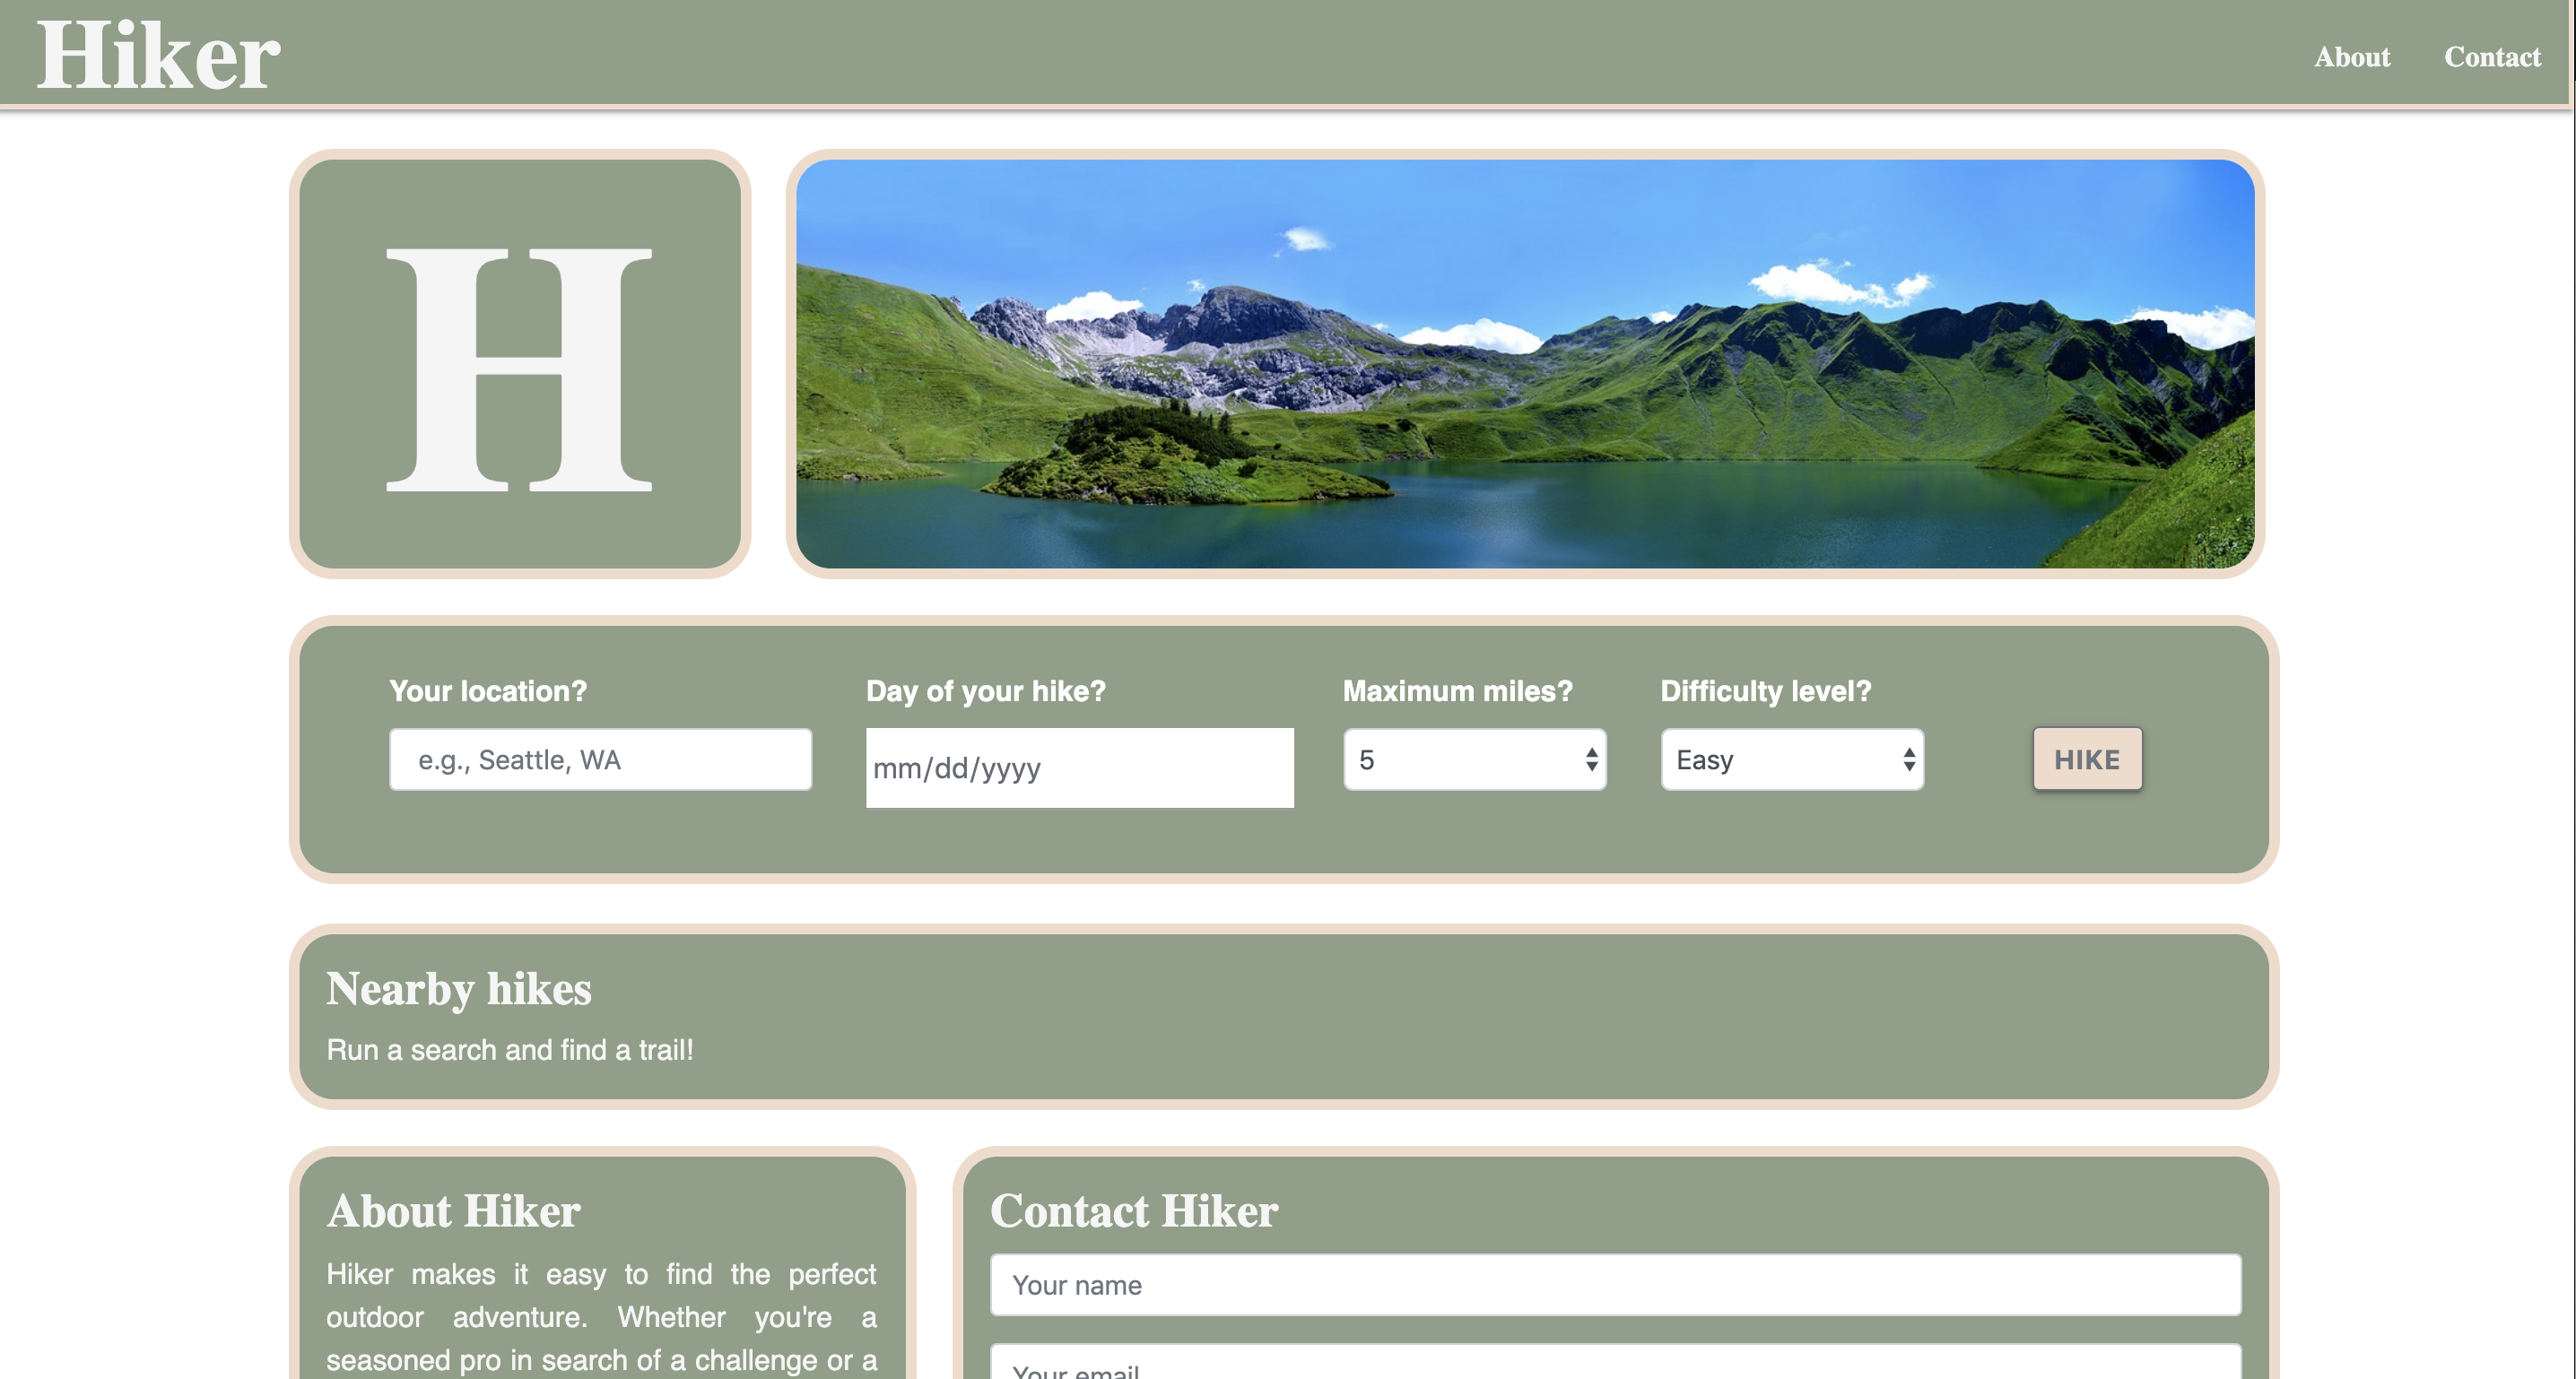 Hiker
About
Contact
H
Your location?
Day of your hike?
Maximum miles?
Difficulty level?
e.g., Seattle, WA
mm/dd/yyyy
5
Easy
HIKE
Nearby hikes
Run a search and find a trail!
About Hiker
Hiker makes it easy to find the perfect
outdoor adventure. Whether you're a
seasoned pro in search of a challenge or a
Contact Hiker
Your name
Your email